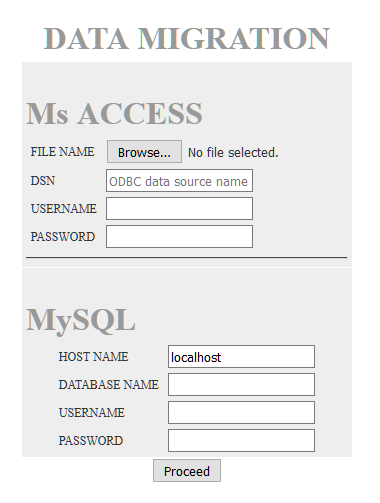 DATA MIGRATION
Ms ACCESS
FILE NAME Browse... No file selected.
DSN ODBC data source name
USERNAME
PASSWORD
MySQL
HOST NAME localhost
DATABASE NAME
USERNAME
PASSWORD
Proceed